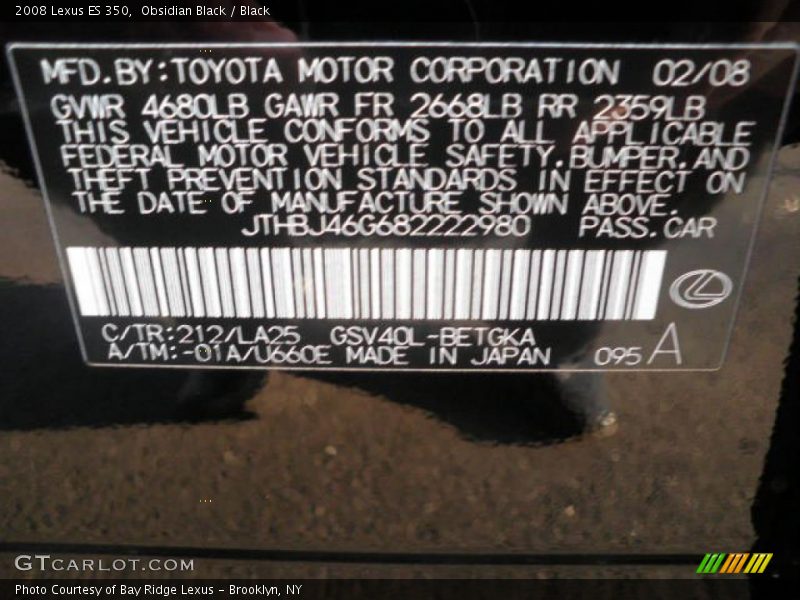 2008 Lexus ES 350, Obsidian Black / Black
MFD.BY:TOYOTA MOTOR CORPORATION 02/08
GVWR 4680LB GAWR FR 2668LB RR 2359LB
THIS VEHICLE CONFORMS TO ALL APPLICABLE
FEDERAL MOTOR VEHICLE SAFETY.BUMPER.AND
THEFT PREVENTION STANDARDS IN EFFECT ON
THE DATE OF MANUFACTURE SHOWN ABOVE.
JTHBJ46G682222980 PASS.CAR
C/TR:212/LA25 GSV40L-BETGKA
A/TM:-01A/U660E MADE IN JAPAN 095 A
GTCARLOT.COM
Photo Courtesy of Bay Ridge Lexus - Brooklyn, NY